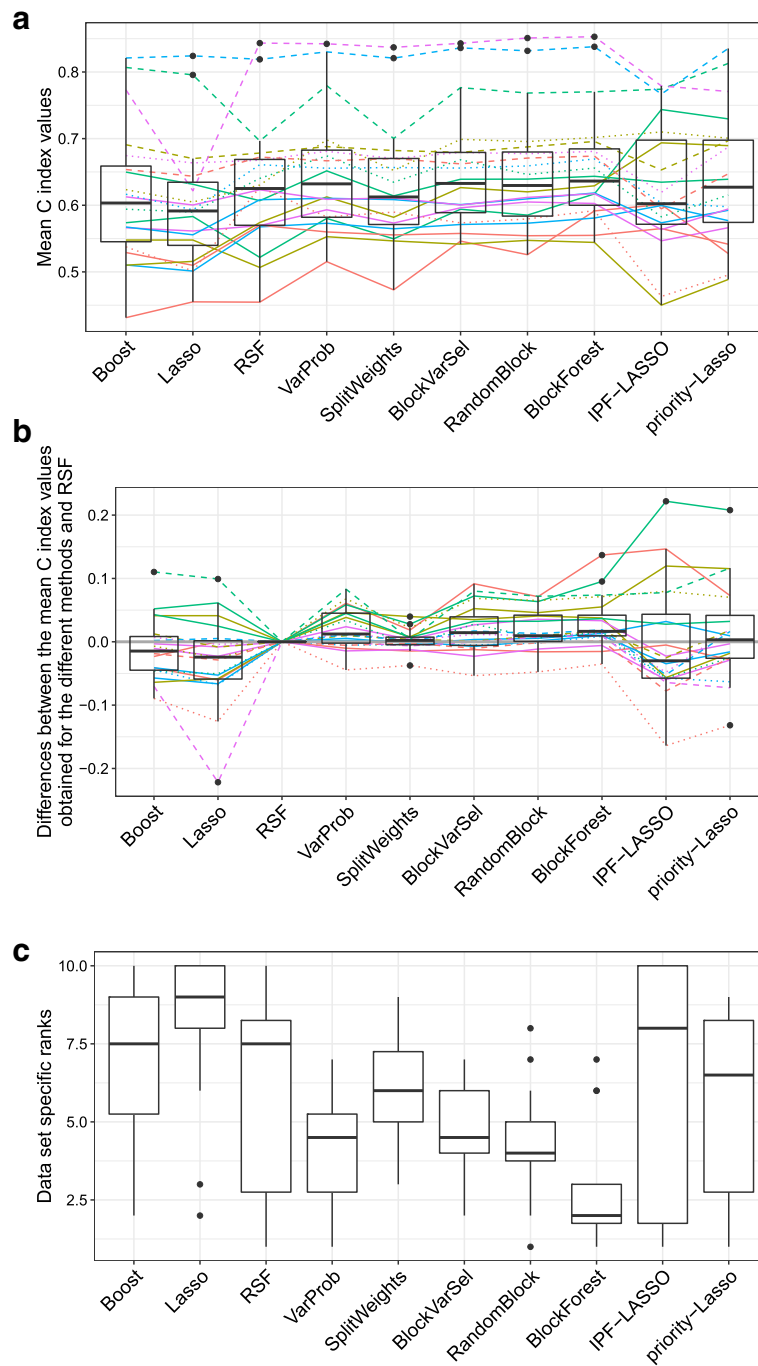 a
Mean C index values
0.8
0.7
0.6
0.5
Boost
Lasso
RSF
VarProb
SplitWeights
BlockVarSel
RandomBlock
BlockForest
IPF−LASSO
priority−Lasso
b
Differences between the mean C index values
obtained for the different methods and RSF
0.2
0.1
0.0
−0.1
−0.2
Boost
Lasso
RSF
VarProb
SplitWeights
BlockVarSel
RandomBlock
BlockForest
IPF−LASSO
priority−Lasso
c
Data set specific ranks
10.0
7.5
5.0
2.5
Boost
Lasso
RSF
VarProb
SplitWeights
BlockVarSel
RandomBlock
BlockForest
IPF−LASSO
priority−Lasso